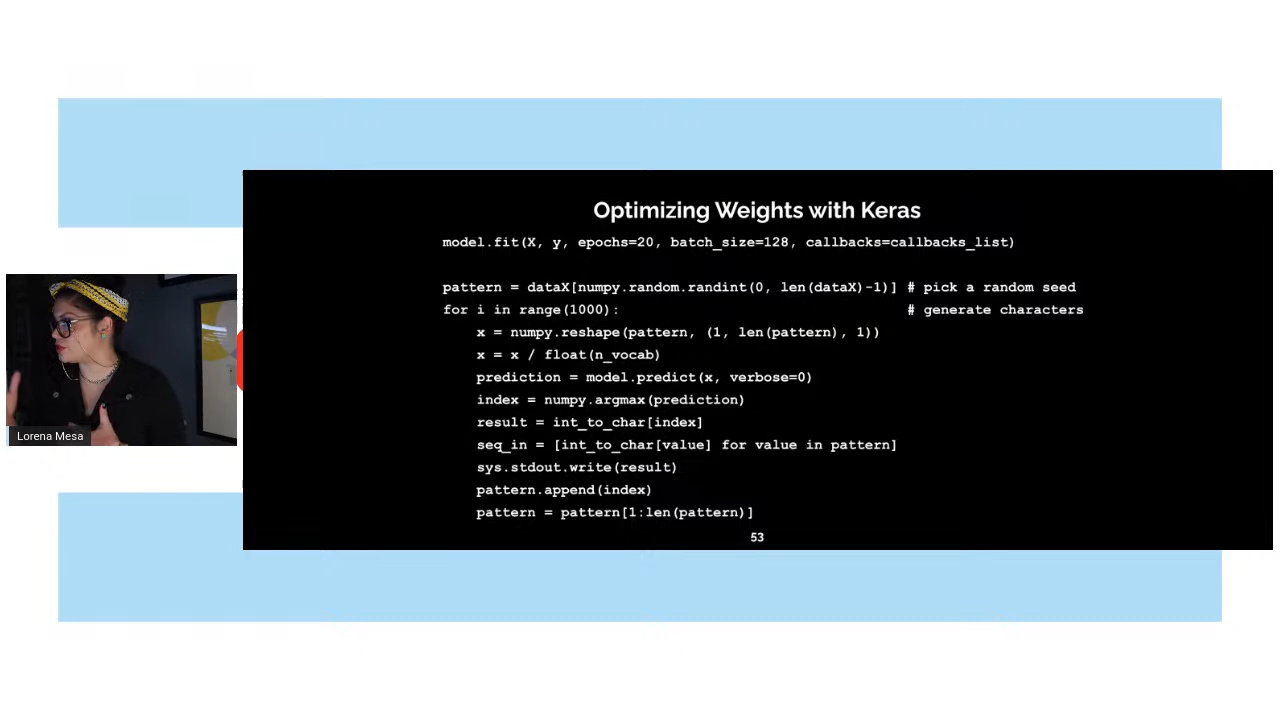 Optimizing Weights with Keras
model.fit(X, y, epochs=20, batch_size=128, callbacks=callbacks_list)
pattern = dataX[numpy.random.randint(0, len(dataX)-1)] # pick a random seed
for i in range(1000): # generate characters
x = numpy.reshape(pattern, (1, len(pattern), 1))
x = x / float(n_vocab)
prediction = model.predict(x, verbose=0)
index = numpy.argmax(prediction)
result = int_to_char[index]
seq_in = [int_to_char[value] for value in pattern]
sys.stdout.write(result)
pattern.append(index)
pattern = pattern[1:len(pattern)]
53
Lorena Mesa